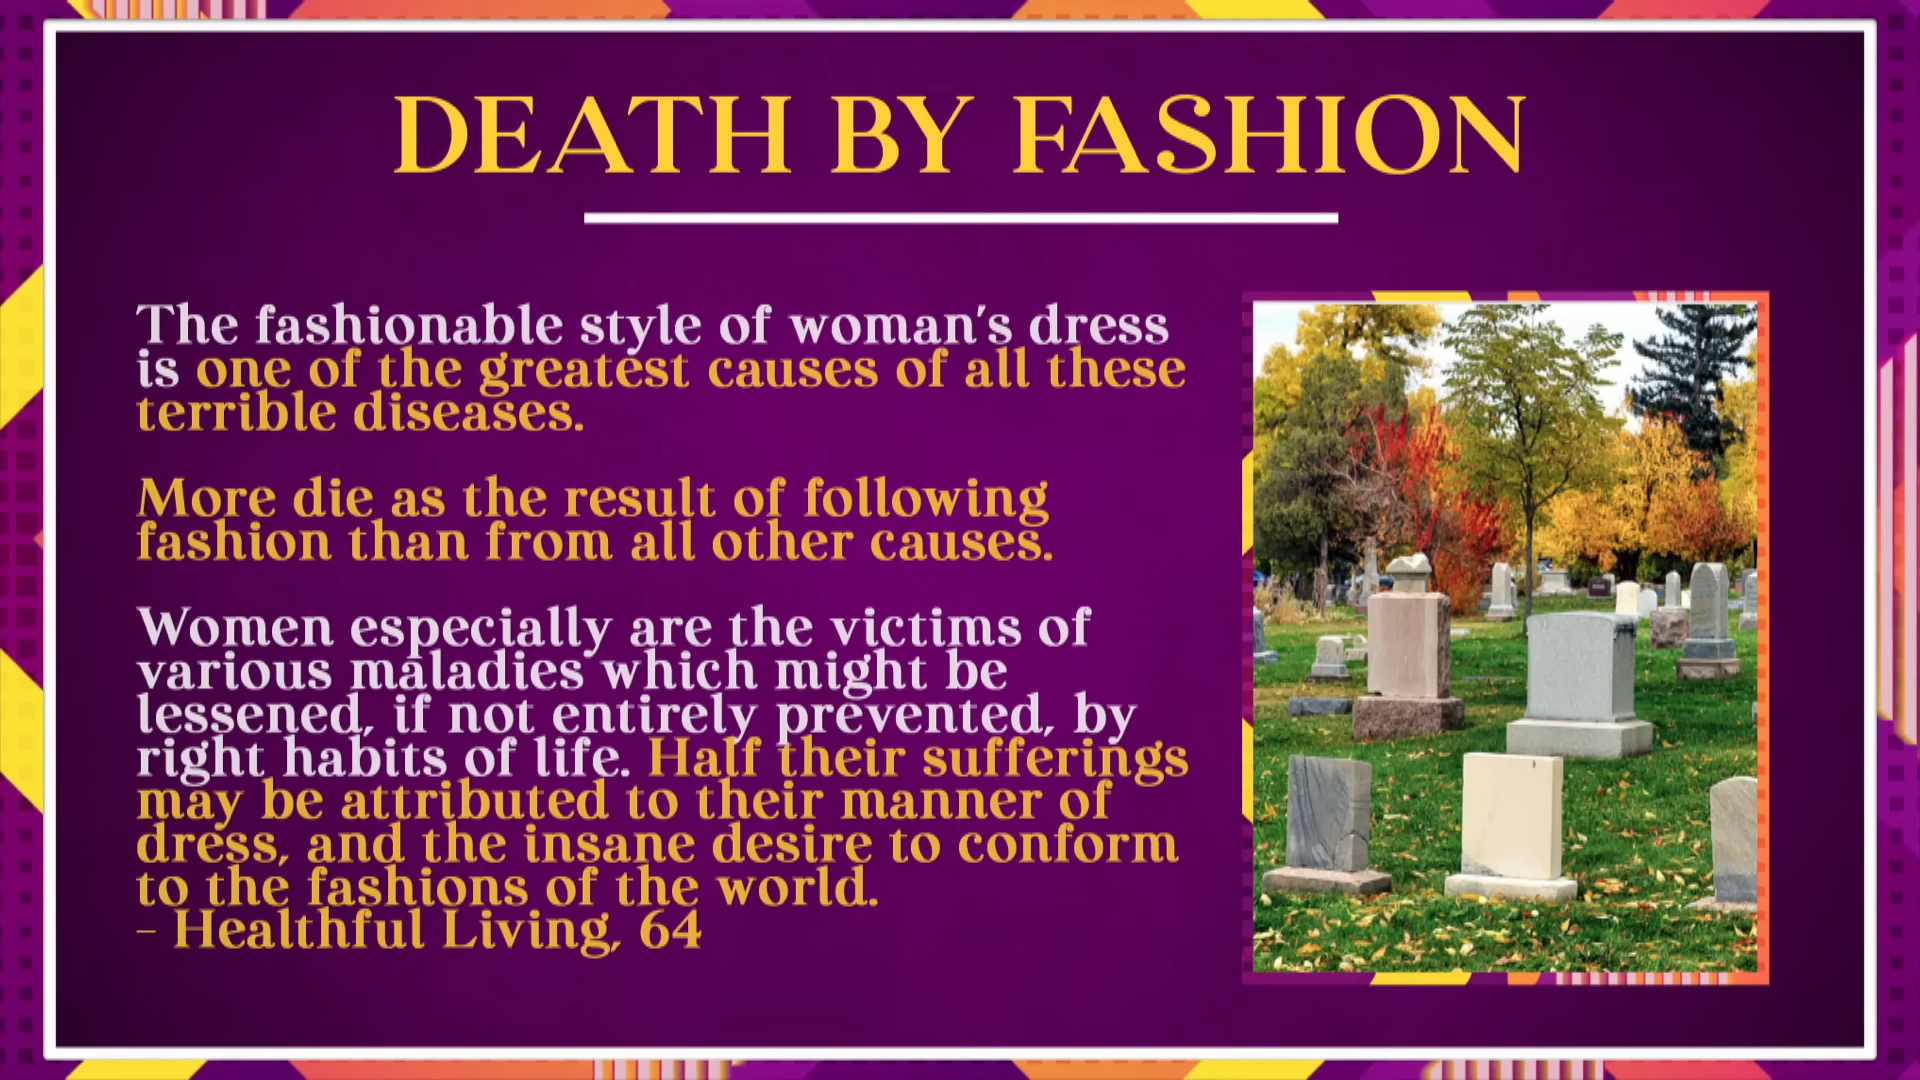 DEATH BY FASHION
The fashionable style of woman's dress
is one of the greatest causes of all these
terrible diseases.
More die as the result of following
fashion than from all other causes.
Women especially are the victims of
various maladies which might be
lessened, if not entirely prevented, by
right habits of life. Half their sufferings
may be attributed to their manner of
dress, and the insane desire to conform
to the fashions of the world.
– Healthful Living, 64